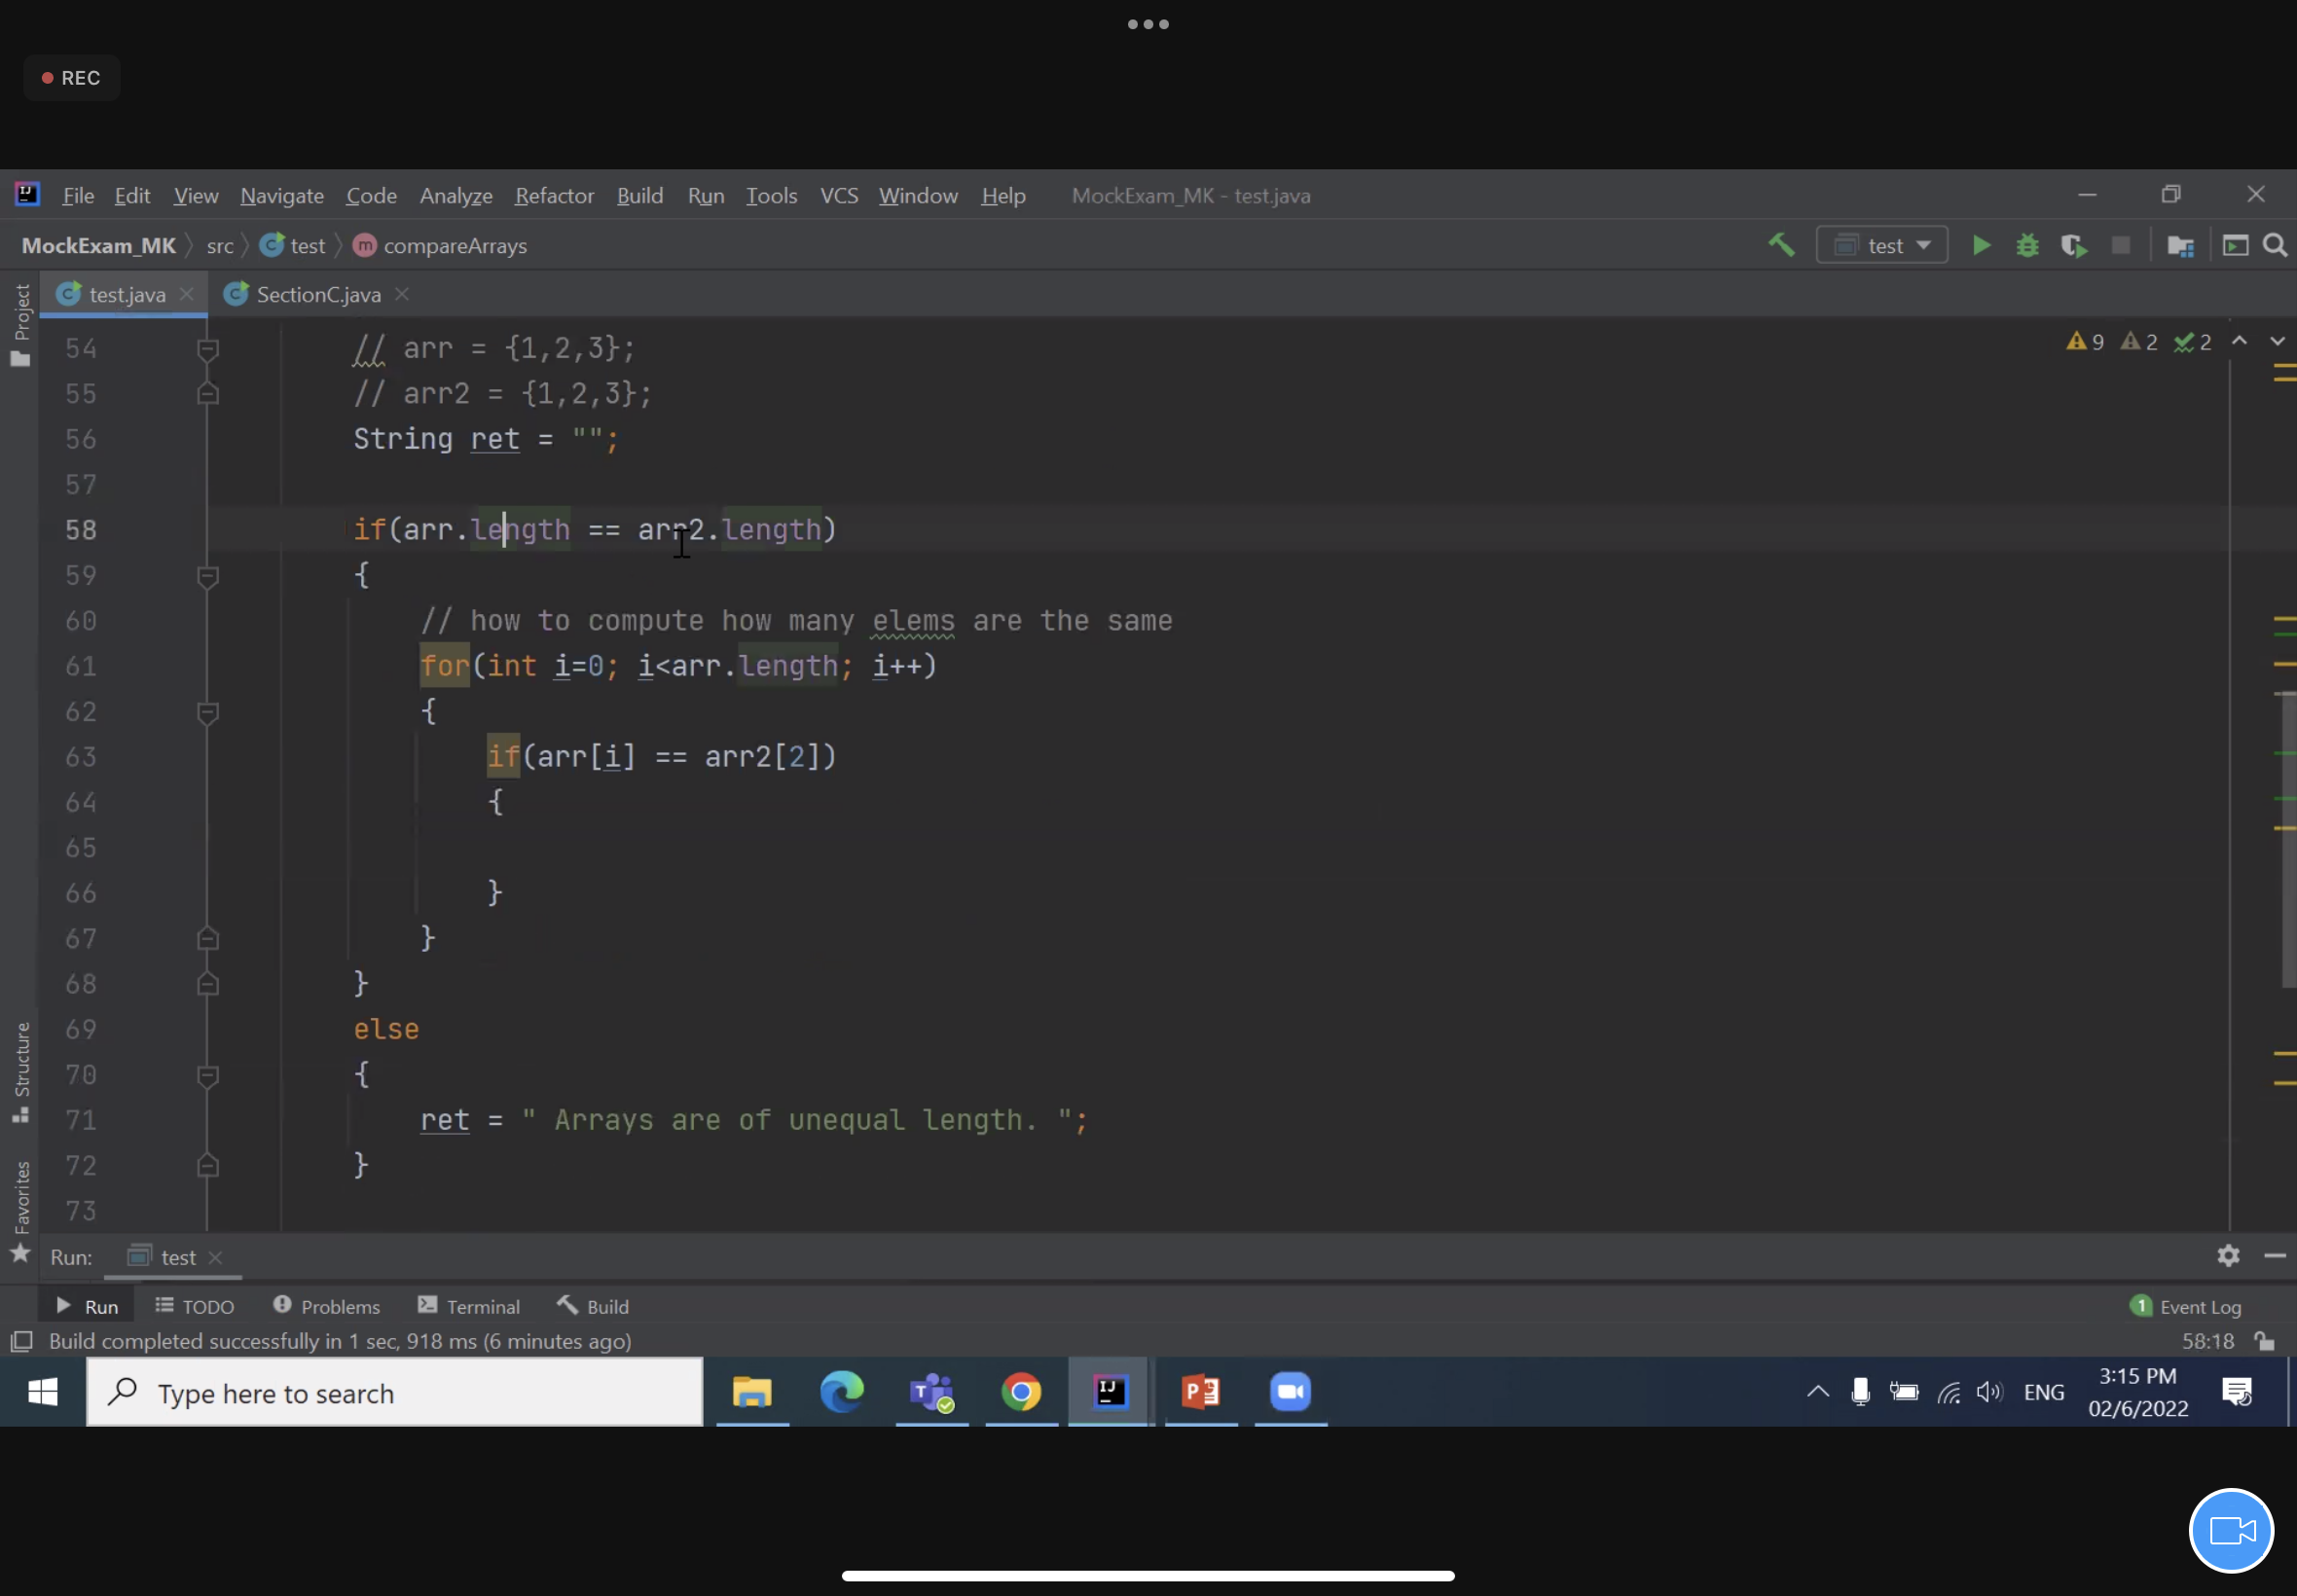 REC
File Edit View Navigate Code Analyze Refactor Build Run Tools VCS Window Help MockExam_MK - test.java
MockExam_MK src test compareArrays test
test.java SectionC.java
Project
9 2 2
54 // arr = {1,2,3};
55 // arr2 = {1,2,3};
56 String ret = "";
57
58 if(arr.length == arr2.length)
59 {
60 // how to compute how many elems are the same
61 for(int i=0; i<arr.length; i++)
62 {
63 if(arr[i] == arr2[2])
64 {
65
66 }
67 }
68 }
69 else
70 {
71 ret = " Arrays are of unequal length. ";
72 }
73
Structure
Favorites
Run: test
Run TODO Problems Terminal Build 1 Event Log
Build completed successfully in 1 sec, 918 ms (6 minutes ago) 58:18
Type here to search
ENG
3:15 PM
02/6/2022